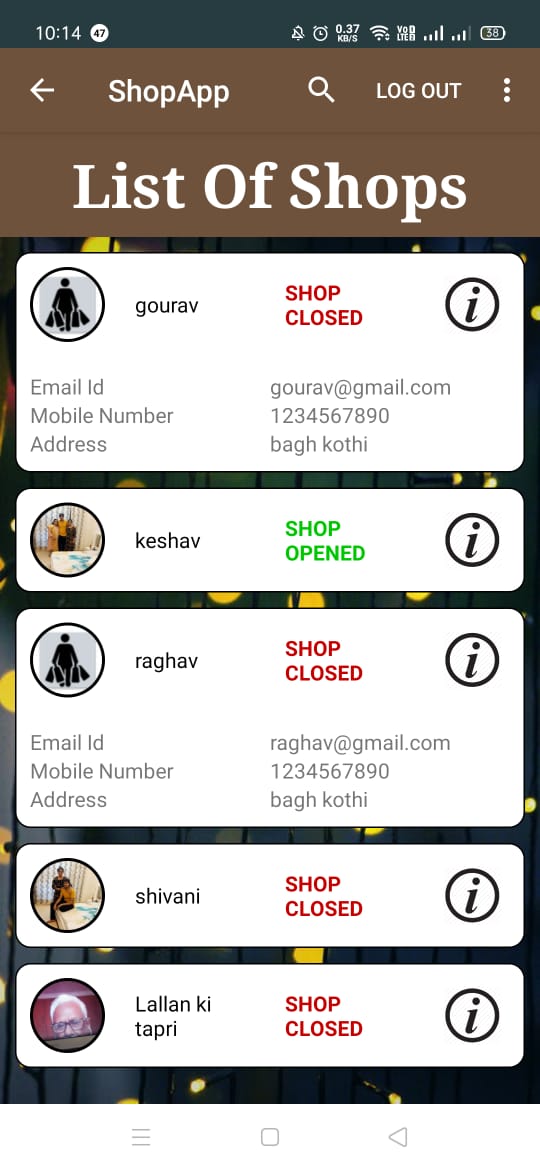 10:14 47 0.37 KB/S VoD LTE2 38
ShopApp LOG OUT
List Of Shops
gourav SHOP CLOSED i
Email Id gourav@gmail.com
Mobile Number 1234567890
Address bagh kothi
keshav SHOP OPENED i
raghav SHOP CLOSED i
Email Id raghav@gmail.com
Mobile Number 1234567890
Address bagh kothi
shivani SHOP CLOSED i
Lallan ki tapri SHOP CLOSED i